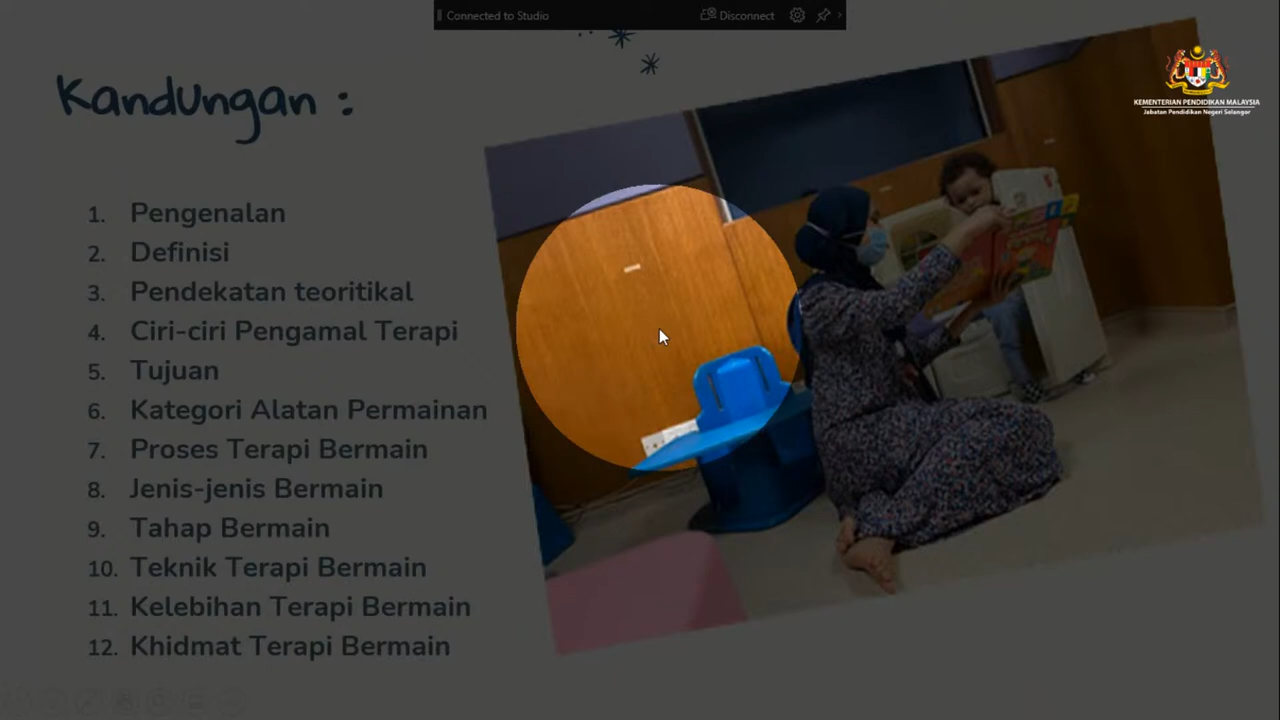 Connected to Studio
Disconnect
Kandungan :
KEMENTERIAN PENDIDIKAN MALAYSIA
Jabatan Pendidikan Negeri Selangor
1. Pengenalan
2. Definisi
3. Pendekatan teoritikal
4. Ciri-ciri Pengamal Terapi
5. Tujuan
6. Kategori Alatan Permainan
7. Proses Terapi Bermain
8. Jenis-jenis Bermain
9. Tahap Bermain
10. Teknik Terapi Bermain
11. Kelebihan Terapi Bermain
12. Khidmat Terapi Bermain